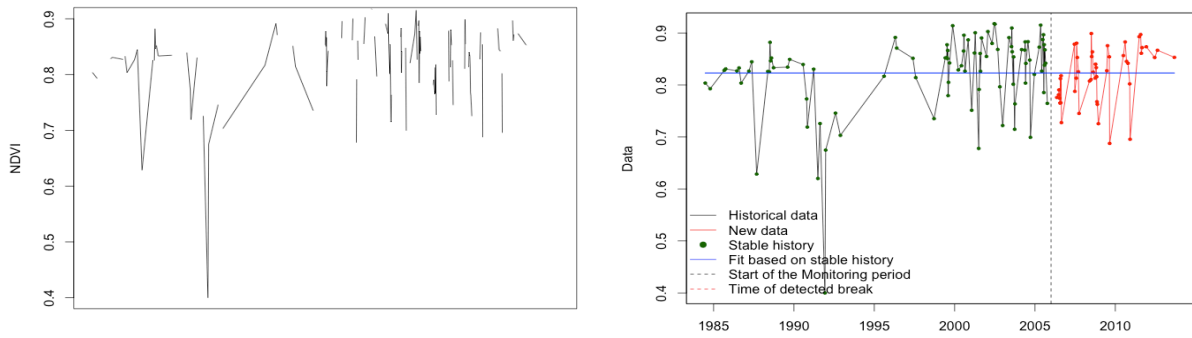 NDVI
0.9
0.8
0.7
0.6
0.5
0.4
Data
0.9
0.8
0.7
0.6
0.5
0.4
Historical data
New data
Stable history
Fit based on stable history
Start of the Monitoring period
Time of detected break
1985 1990 1995 2000 2005 2010